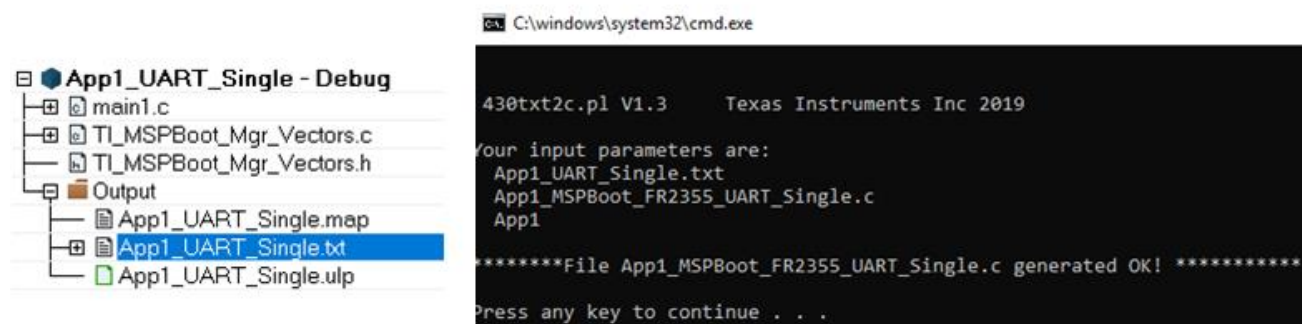 App1_UART_Single - Debug
main1.c
TI_MSPBoot_Mgr_Vectors.c
TI_MSPBoot_Mgr_Vectors.h
Output
App1_UART_Single.map
App1_UART_Single.txt
App1_UART_Single.ulp
C:\windows\system32\cmd.exe
430txt2c.pl V1.3 Texas Instruments Inc 2019
Your input parameters are:
App1_UART_Single.txt
App1_MSPBoot_FR2355_UART_Single.c
App1
********File App1_MSPBoot_FR2355_UART_Single.c generated OK! ***********
Press any key to continue . . .